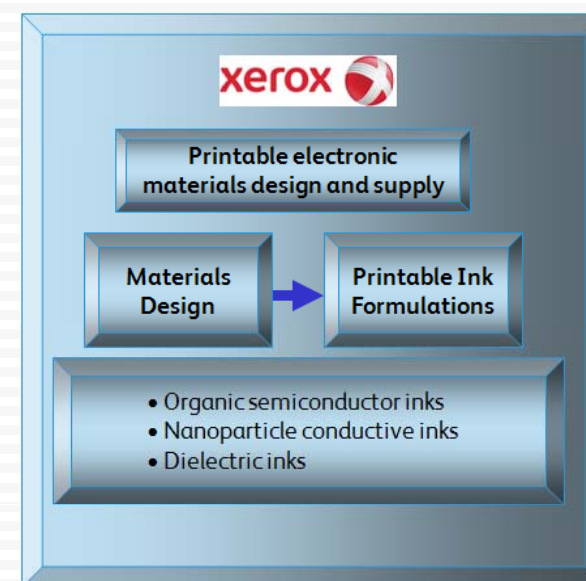 xerox
Printable electronic
materials design and supply
Materials
Design
Printable Ink
Formulations
• Organic semiconductor inks
• Nanoparticle conductive inks
• Dielectric inks